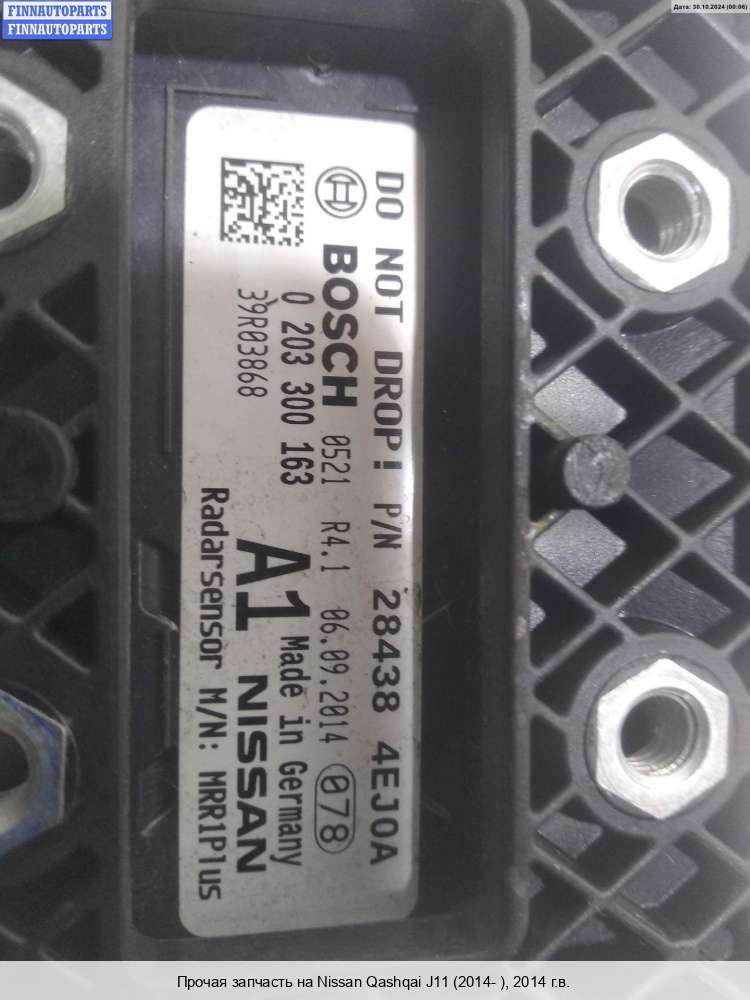 FINNAUTOPARTS
FINNAUTOPARTS
Дата: 30.10.2024 (00:06)
DO NOT DROP! P/N 28438 4EJ0A
BOSCH 0521 R4.1 06.09.2014 078
0 203 300 163 Made in Germany
39R03868 A1 NISSAN
Radarsensor M/N: MRR1Plus
Прочая запчасть на Nissan Qashqai J11 (2014- ), 2014 г.в.